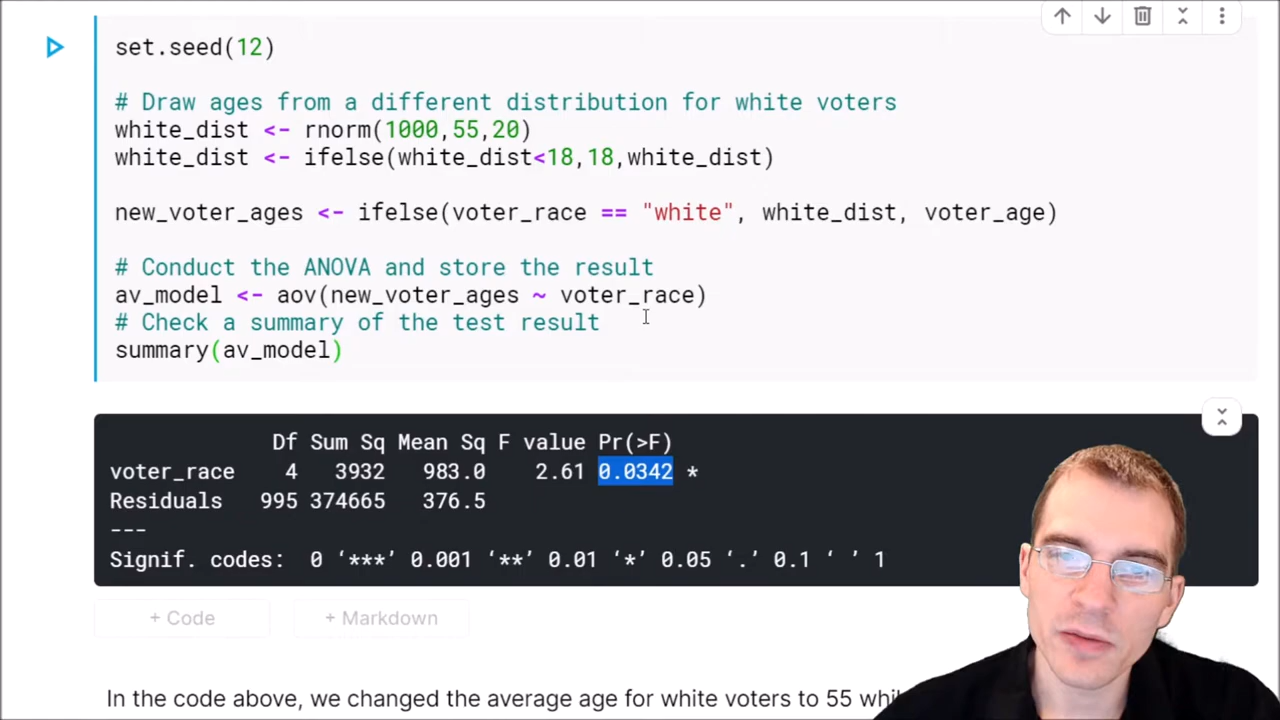 set.seed(12)
# Draw ages from a different distribution for white voters
white_dist <- rnorm(1000,55,20)
white_dist <- ifelse(white_dist<18,18,white_dist)
new_voter_ages <- ifelse(voter_race == "white", white_dist, voter_age)
# Conduct the ANOVA and store the result
av_model <- aov(new_voter_ages ~ voter_race)
# Check a summary of the test result
summary(av_model)
Df Sum Sq Mean Sq F value Pr(>F)
voter_race 4 3932 983.0 2.61 0.0342 *
Residuals 995 374665 376.5
---
Signif. codes: 0 ‘***’ 0.001 ‘**’ 0.01 ‘*’ 0.05 ‘.’ 0.1 ‘ ’ 1
+ Code + Markdown
In the code above, we changed the average age for white voters to 55